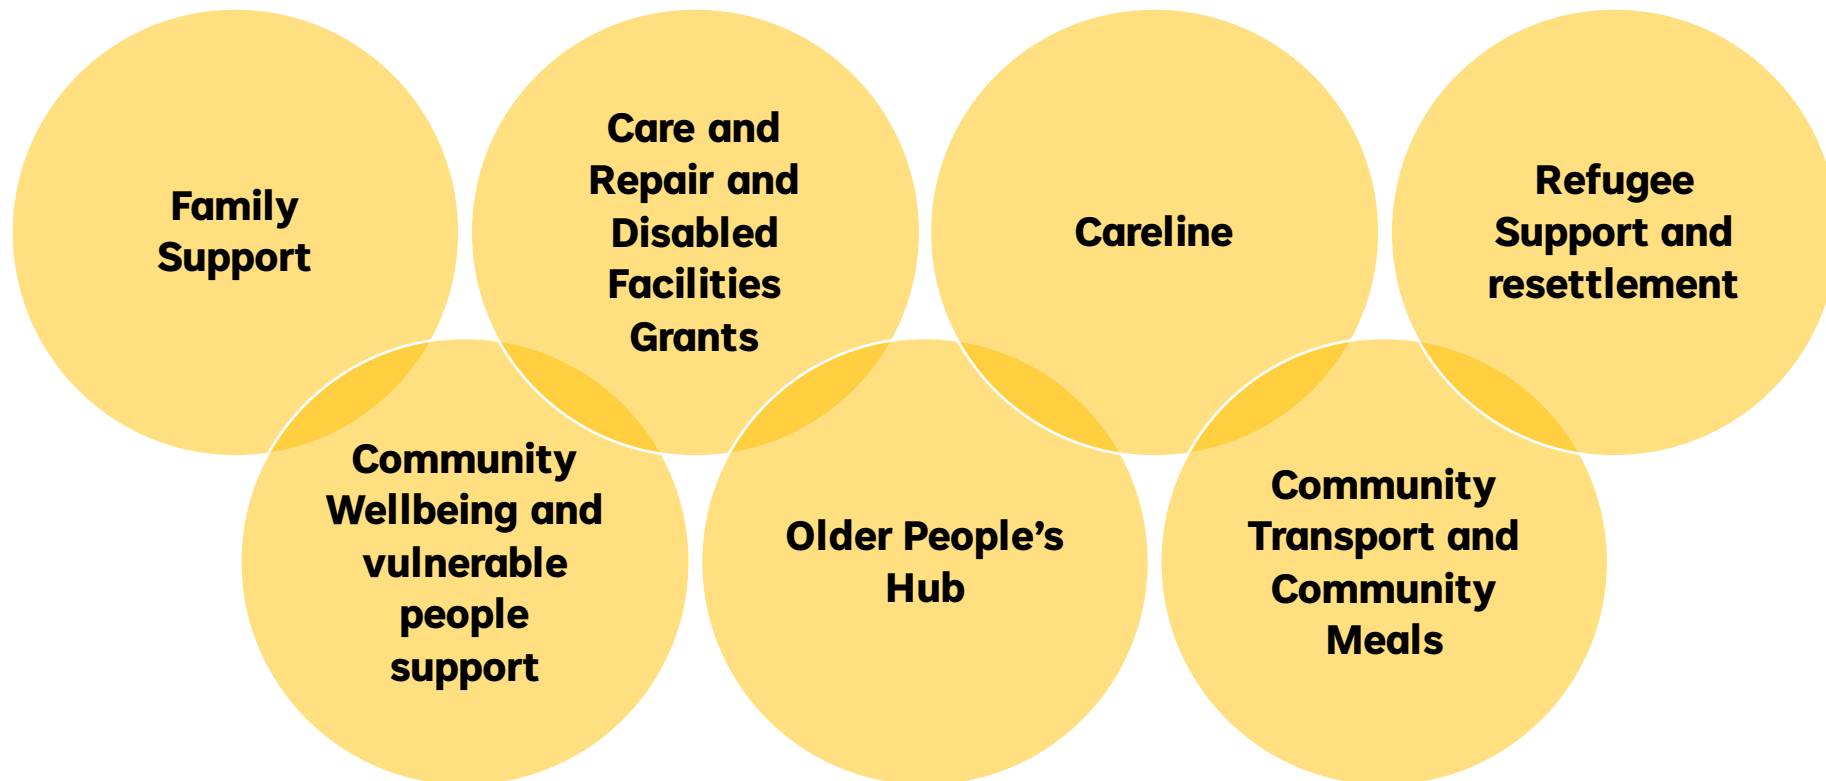 Family
Support
Care and
Repair and
Disabled
Facilities
Grants
Careline
Refugee
Support and
resettlement
Community
Wellbeing and
vulnerable
people
support
Older People’s
Hub
Community
Transport and
Community
Meals